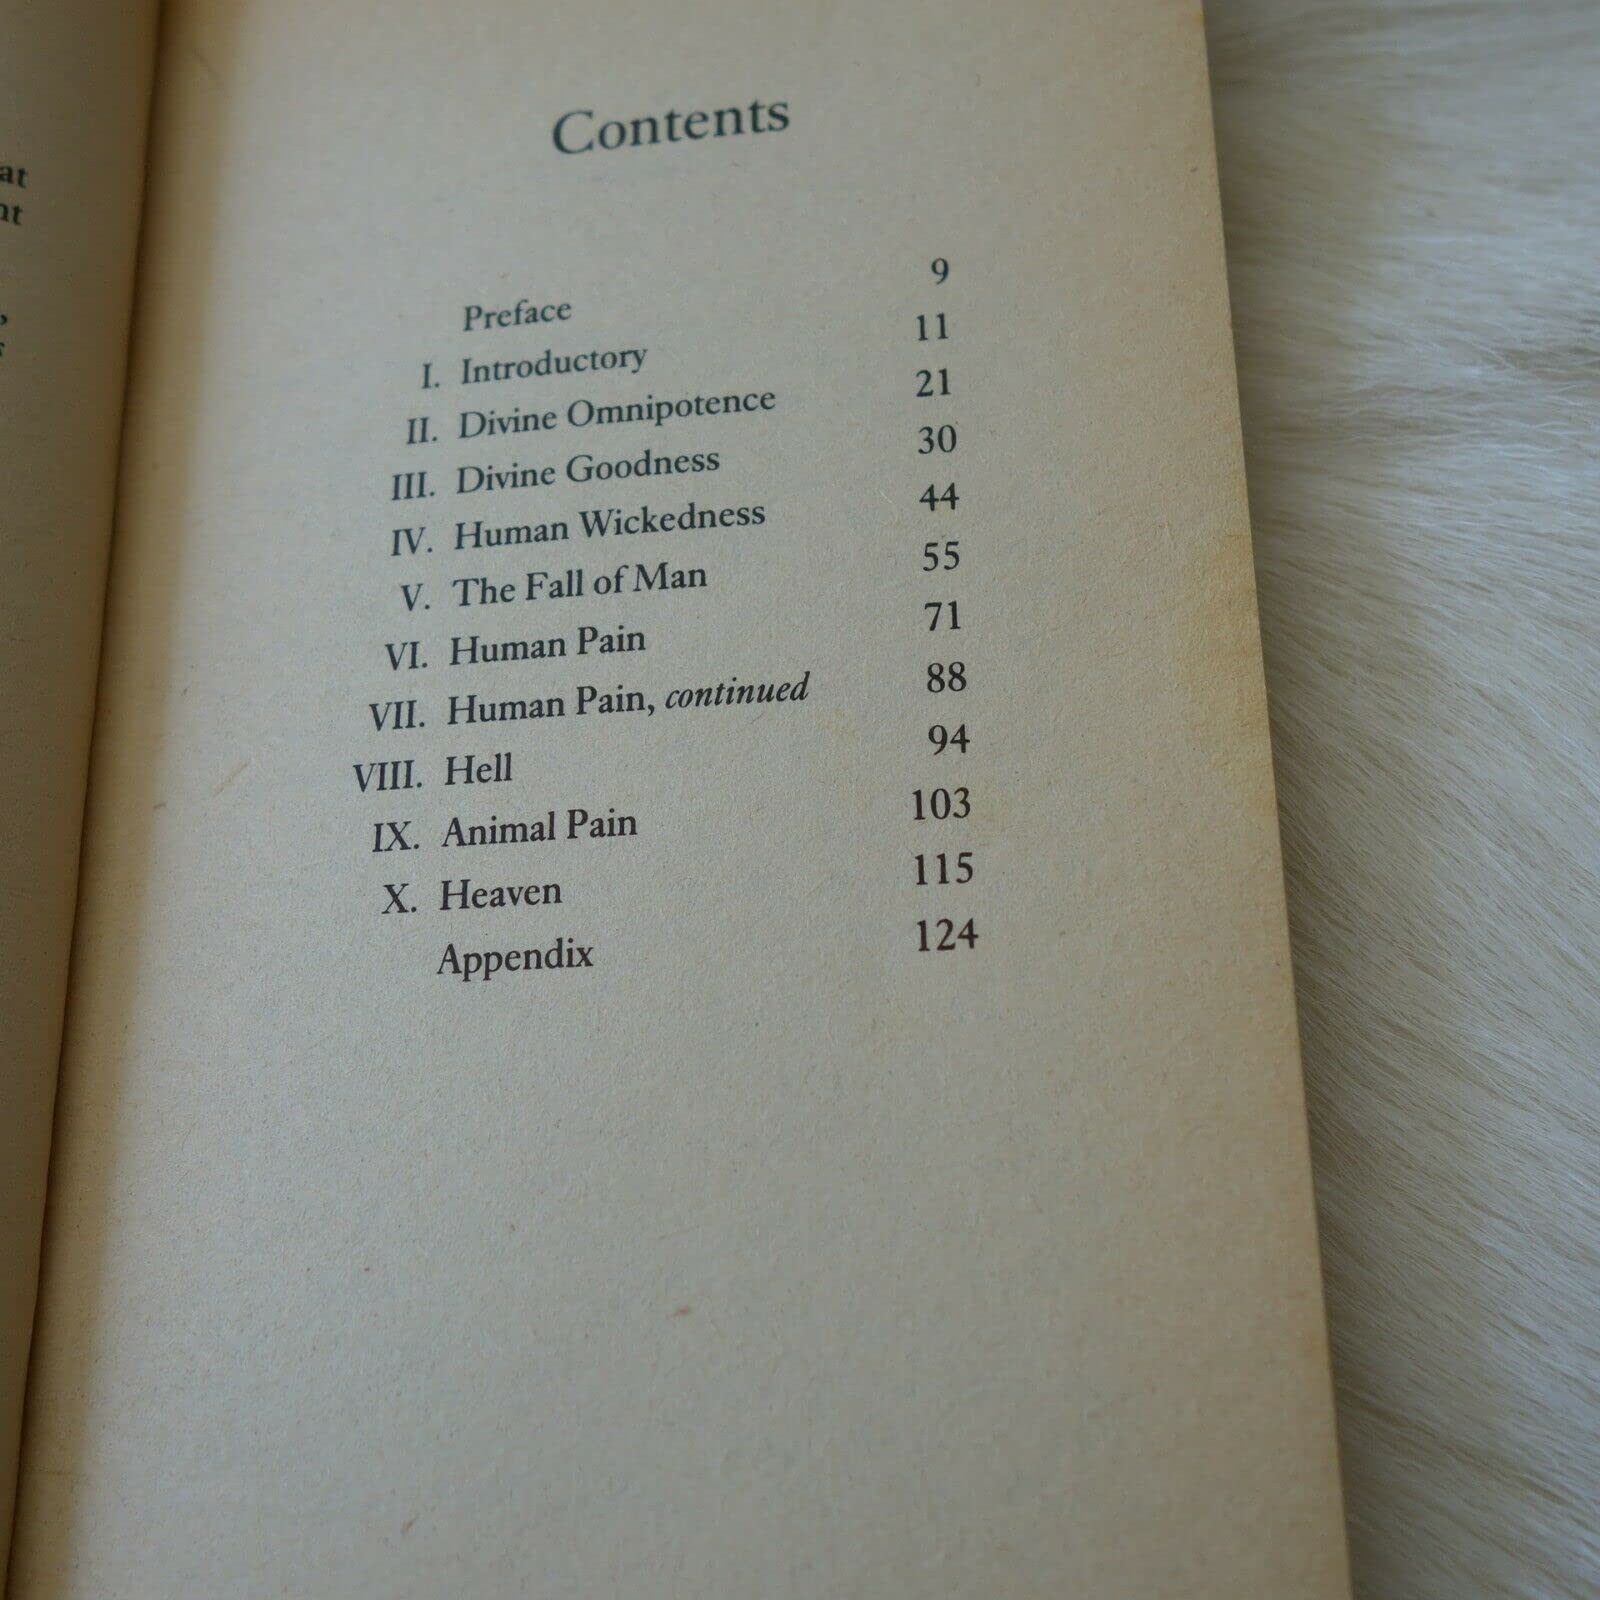 at
nt
,
Contents
Preface 9
I. Introductory 11
II. Divine Omnipotence 21
III. Divine Goodness 30
IV. Human Wickedness 44
V. The Fall of Man 55
VI. Human Pain 71
VII. Human Pain, continued 88
VIII. Hell 94
IX. Animal Pain 103
X. Heaven 115
Appendix 124